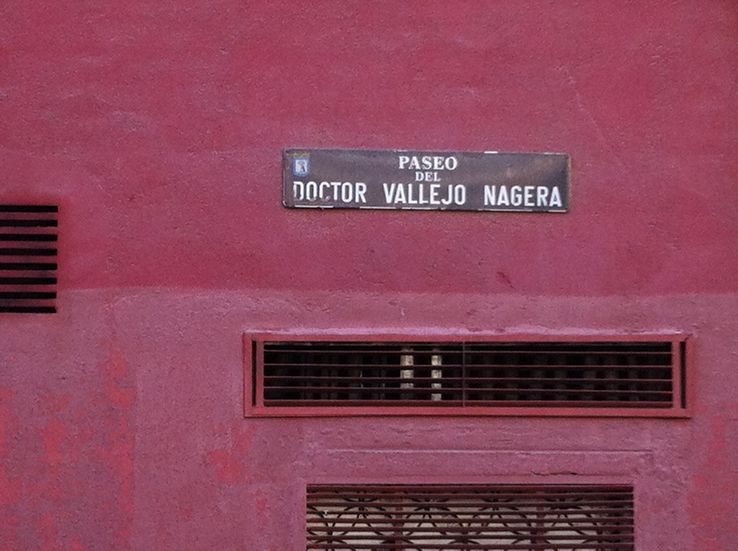 PASEO
DEL
DOCTOR VALLEJO NAGERA